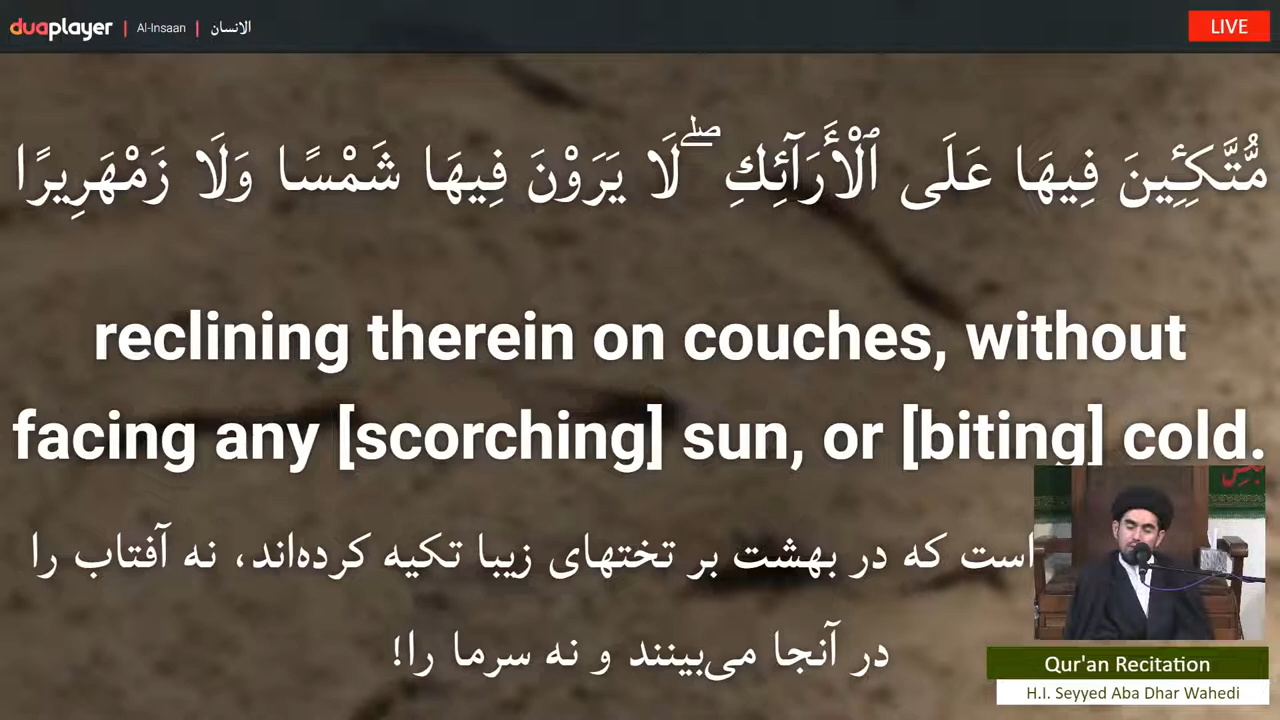 duaplayer | Al-Insaan | الانسان
LIVE
مُّتَّكِـِٔينَ فِيهَا عَلَى ٱلْأَرَآئِكِ ۖ لَا يَرَوْنَ فِيهَا شَمْسًا وَلَا زَمْهَرِيرًا
reclining therein on couches, without
facing any [scorching] sun, or [biting] cold.
است که در بهشت بر تختهای زیبا تکیه کرده‌اند، نه آفتاب را
در آنجا می‌بینند و نه سرما را!
Qur'an Recitation
H.I. Seyyed Aba Dhar Wahedi